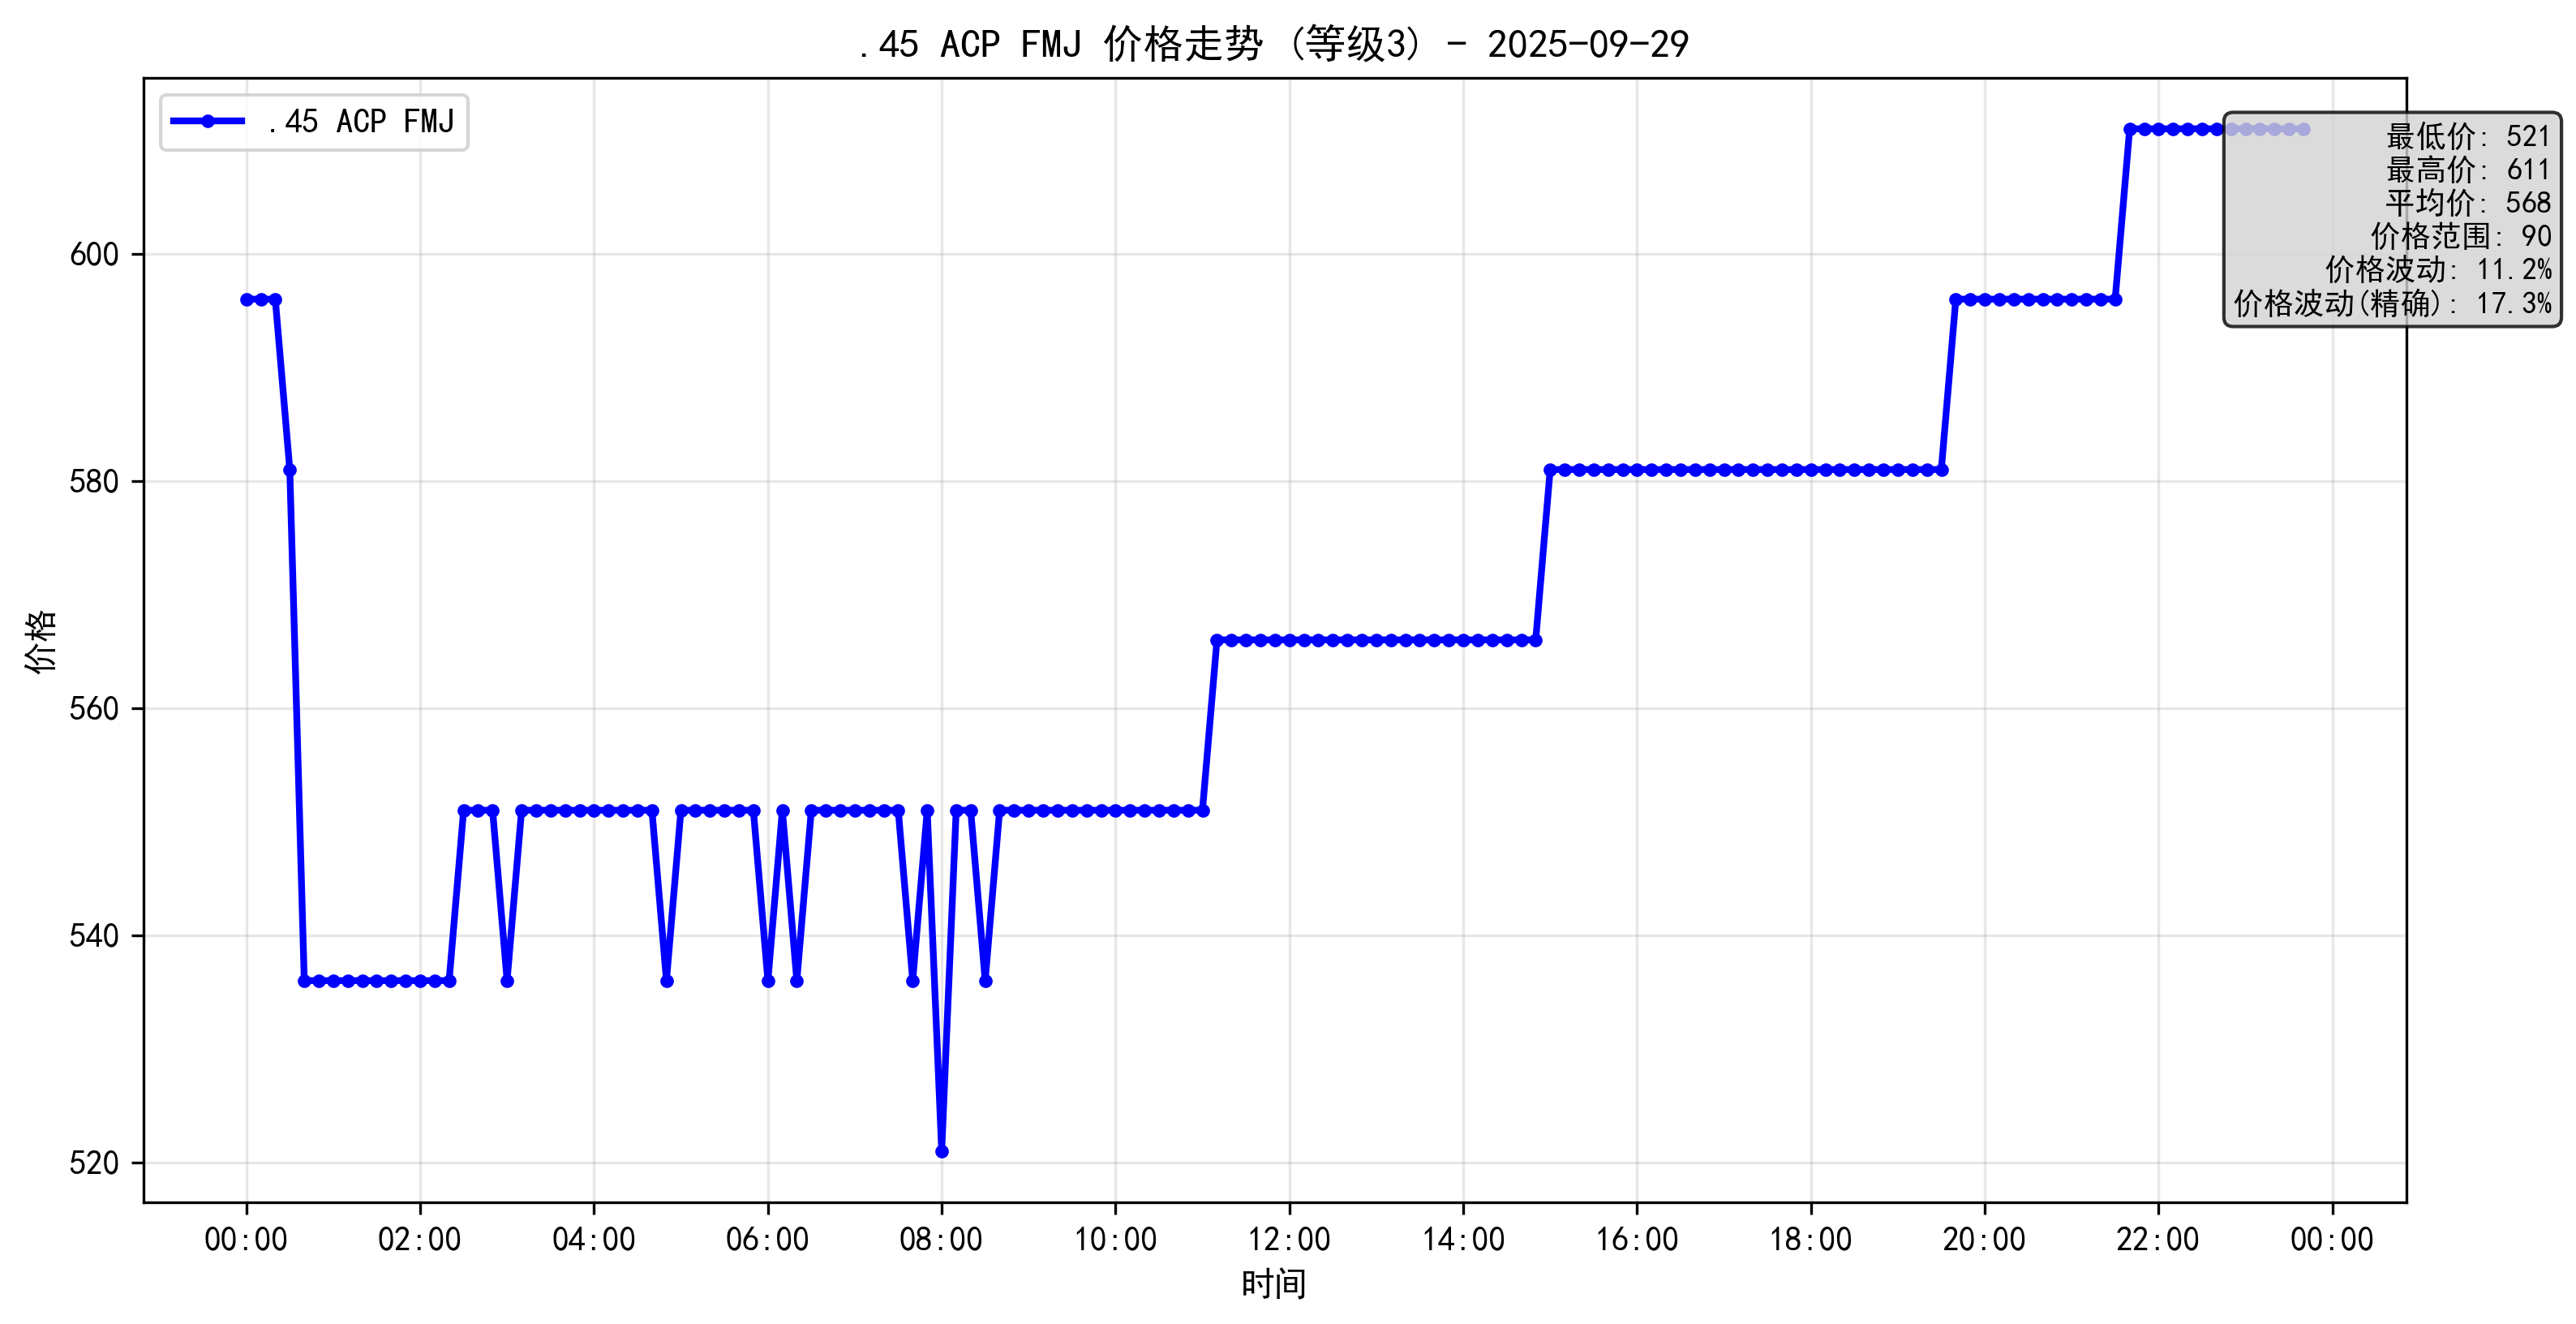 .45 ACP FMJ 价格走势 (等级3) - 2025-09-29
.45 ACP FMJ
最低价: 521
最高价: 611
平均价: 568
价格范围: 90
价格波动: 11.2%
价格波动(精确): 17.3%
600
580
560
540
520
价格
00:00 02:00 04:00 06:00 08:00 10:00 12:00 14:00 16:00 18:00 20:00 22:00 00:00
时间